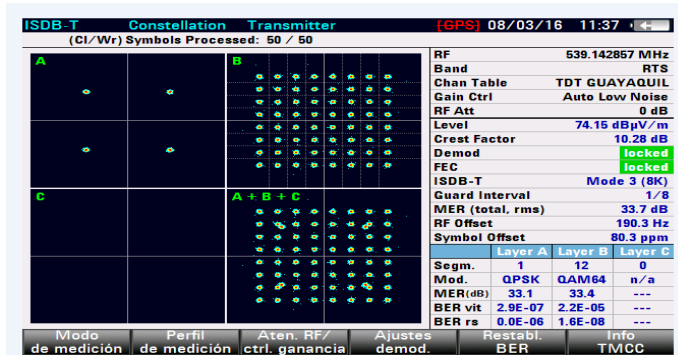 ISDB-T Constellation Transmitter [GPS] 08/03/16 11:37
(Cl/Wr) Symbols Processed: 50 / 50
A
B
C
A + B + C
RF 539.142857 MHz
Band RTS
Chan Table TDT GUAYAQUIL
Gain Ctrl Auto Low Noise
RF Att 0 dB
Level 74.15 dBµV/m
Crest Factor 10.28 dB
Demod locked
FEC locked
ISDB-T Mode 3 (8K)
Guard Interval 1/8
MER (total, rms) 33.7 dB
RF Offset 190.3 Hz
Symbol Offset 80.3 ppm
Layer A Layer B Layer C
Segm. 1 12 0
Mod. QPSK QAM64 n/a
MER(dB) 33.1 33.4 ---
BER vit 2.9E-07 2.2E-05 ---
BER rs 0.0E-06 1.6E-08 ---
Modo de medición
Perfil de medición
Aten. RF/ ctrl. ganancia
Ajustes demod.
Restabl. BER
Info TMCC